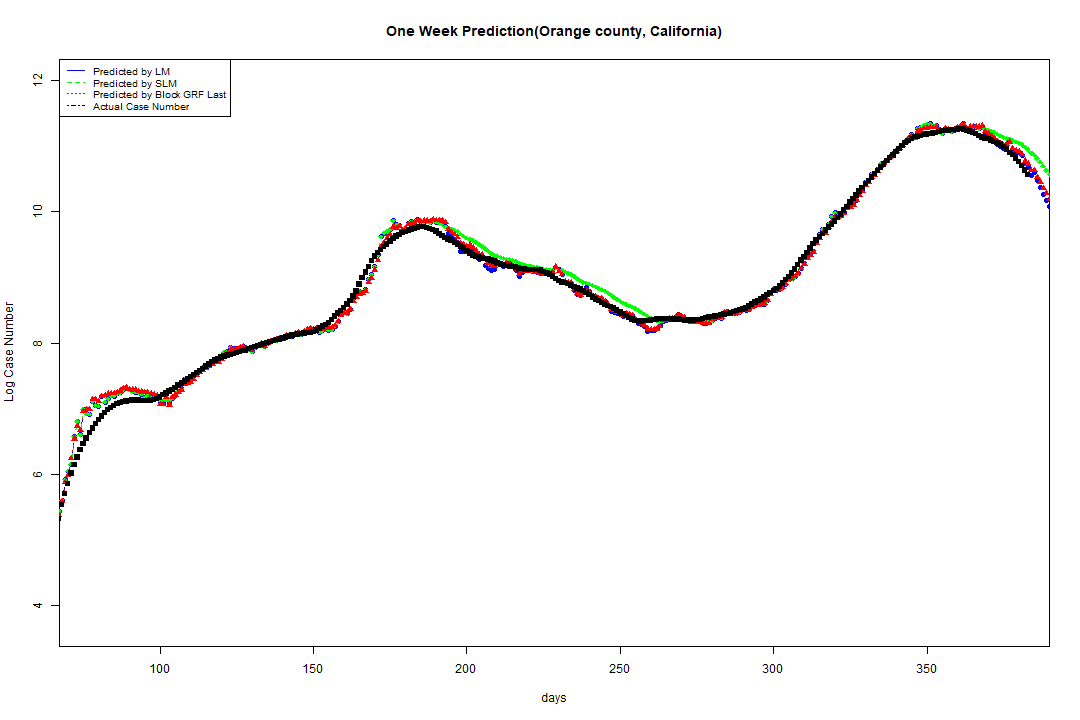 One Week Prediction(Orange county, California)
Predicted by LM
Predicted by SLM
Predicted by Block GRF Last
Actual Case Number
12
10
8
6
4
Log Case Number
100 150 200 250 300 350
days